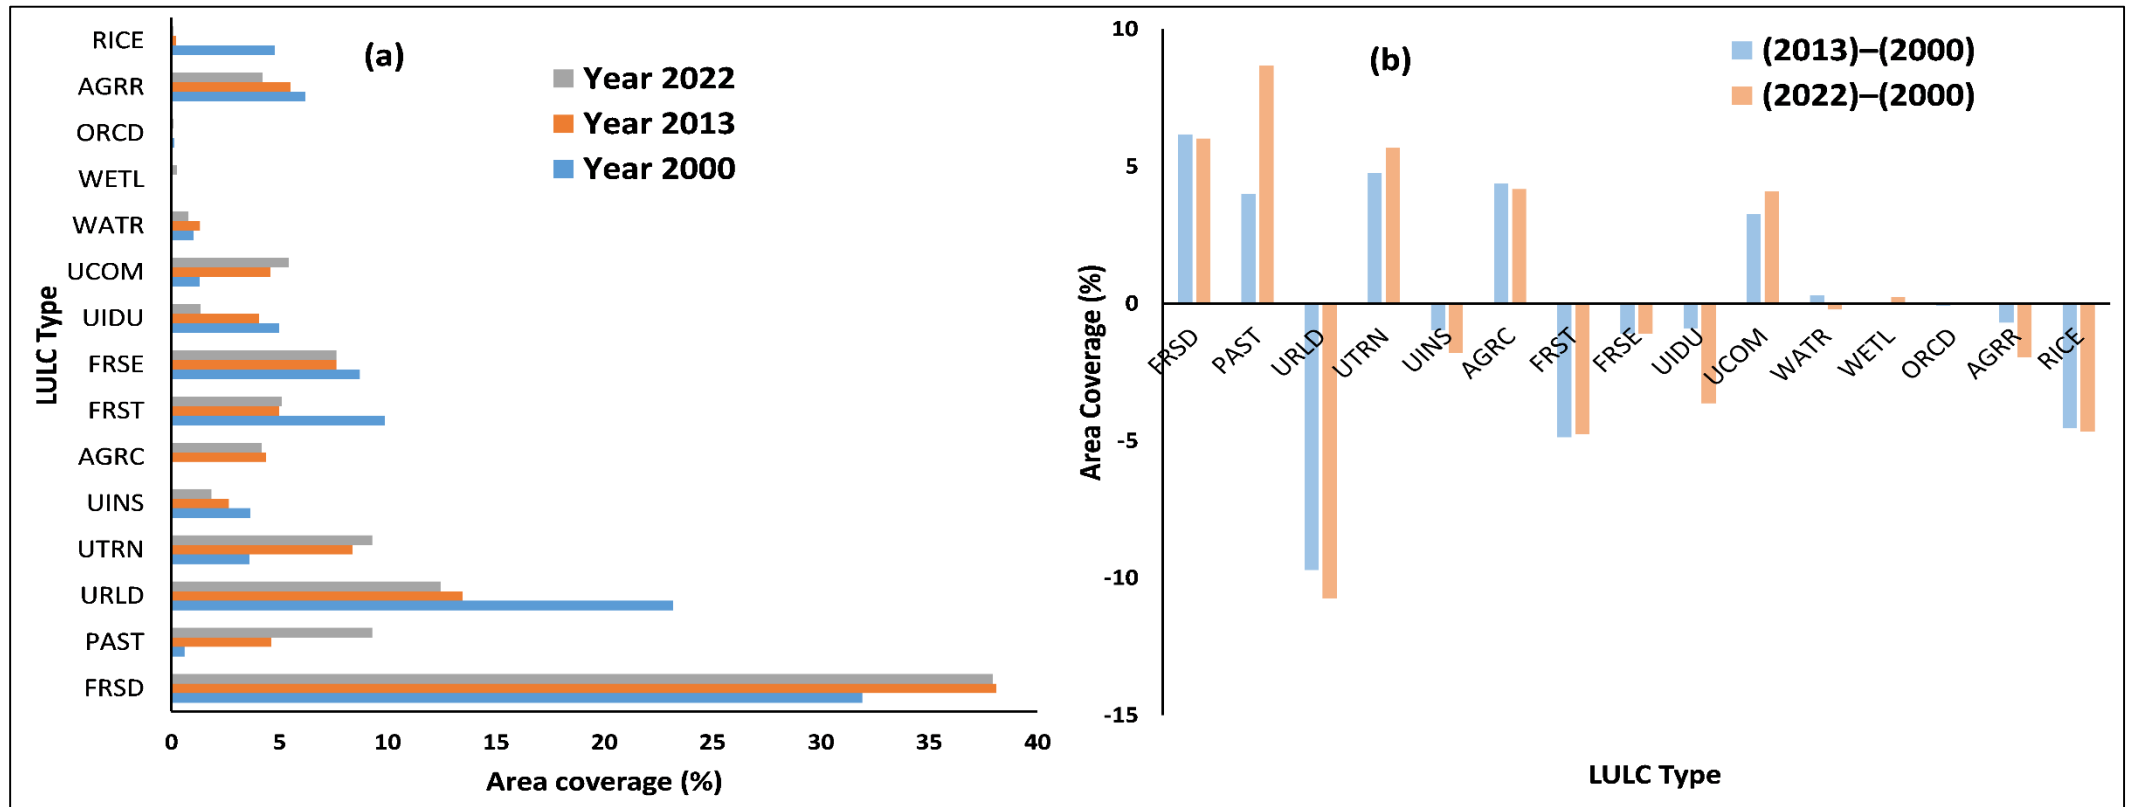 (a)
Year 2022
Year 2013
Year 2000
LULC Type
RICE
AGRR
ORCD
WETL
WATR
UCOM
UIDU
FRSE
FRST
AGRC
UINS
UTRN
URLD
PAST
FRSD
0 5 10 15 20 25 30 35 40
Area coverage (%)
(b)
(2013)–(2000)
(2022)–(2000)
Area Coverage (%)
10
5
0
-5
-10
-15
FRSD PAST URLD UTRN UINS AGRC FRST FRSE UIDU UCOM WATR WETL ORCD AGRR RICE
LULC Type